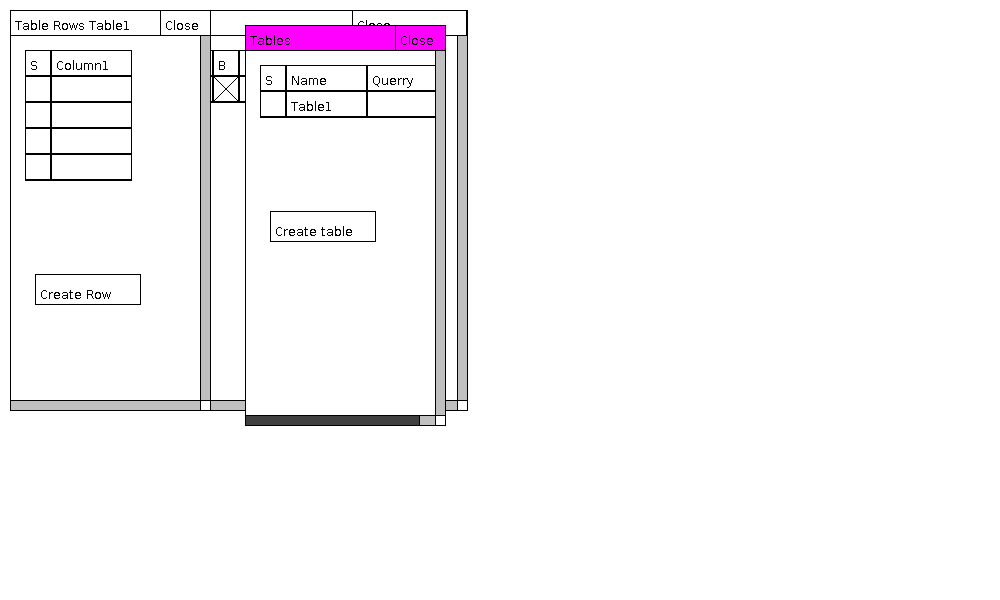 Table Rows Table1 Close
Close
Tables Close
S Column1
B
S Name Querry
Table1
Create table
Create Row